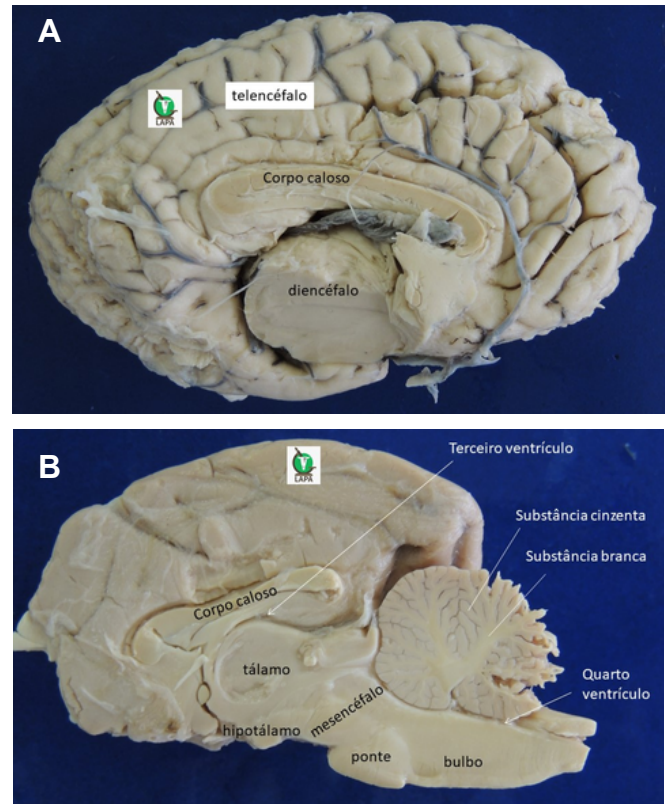 A
telencéfalo
V
LAPA
Corpo caloso
diencéfalo
B
V
LAPA
Terceiro ventrículo
Substância cinzenta
Substância branca
Corpo caloso
tálamo
mesencéfalo
Quarto
ventrículo
hipotálamo
ponte
bulbo